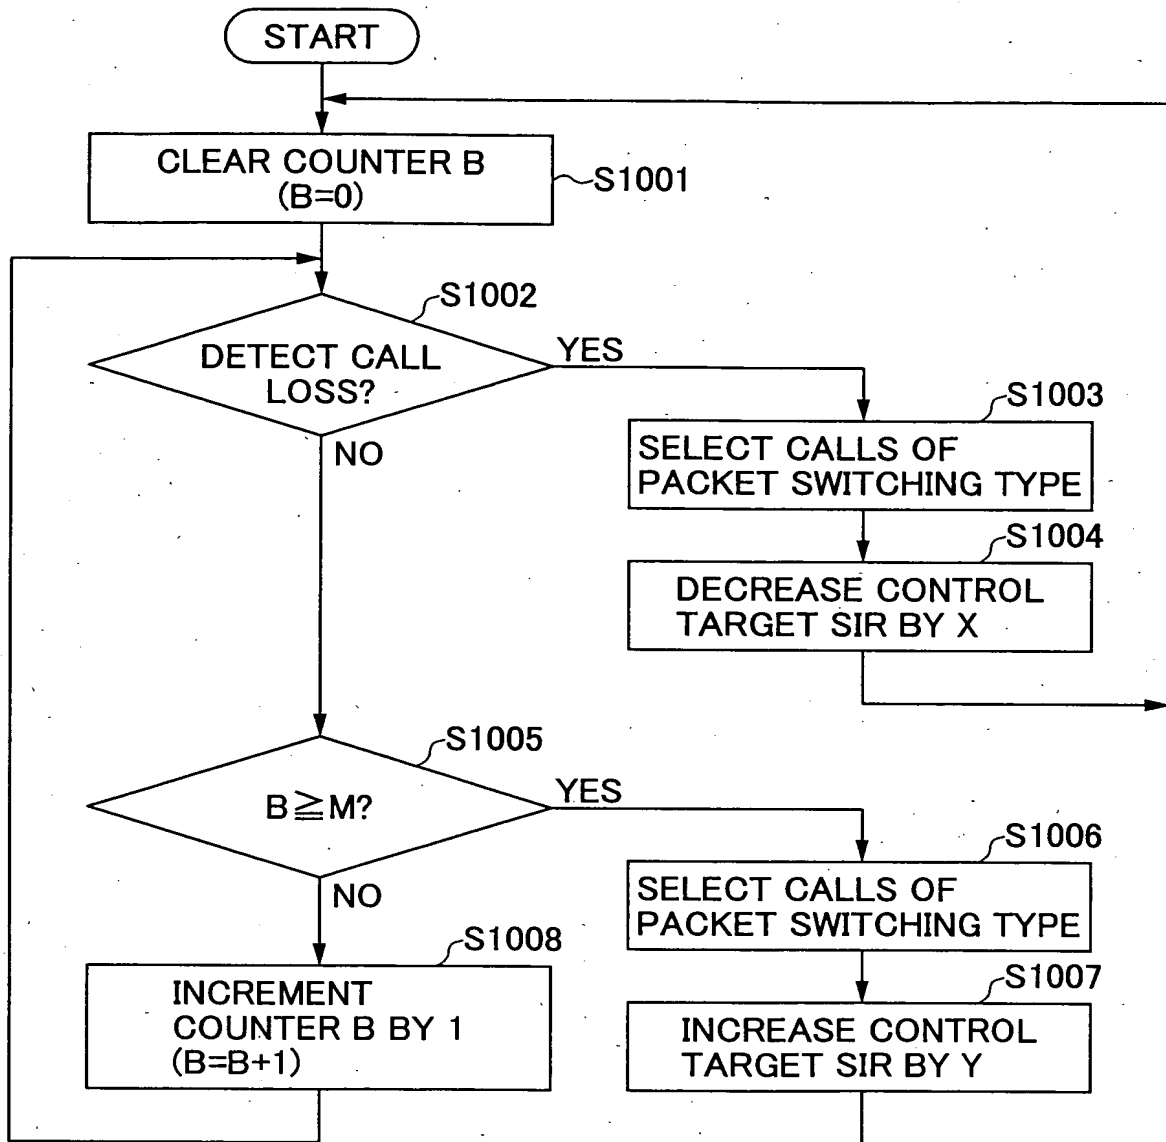 START
CLEAR COUNTER B
(B=0)
S1001
S1002
DETECT CALL
LOSS?
YES
NO
S1003
SELECT CALLS OF
PACKET SWITCHING TYPE
S1004
DECREASE CONTROL
TARGET SIR BY X
S1005
B≧M?
YES
NO
S1006
SELECT CALLS OF
PACKET SWITCHING TYPE
S1007
INCREASE CONTROL
TARGET SIR BY Y
S1008
INCREMENT
COUNTER B BY 1
(B=B+1)